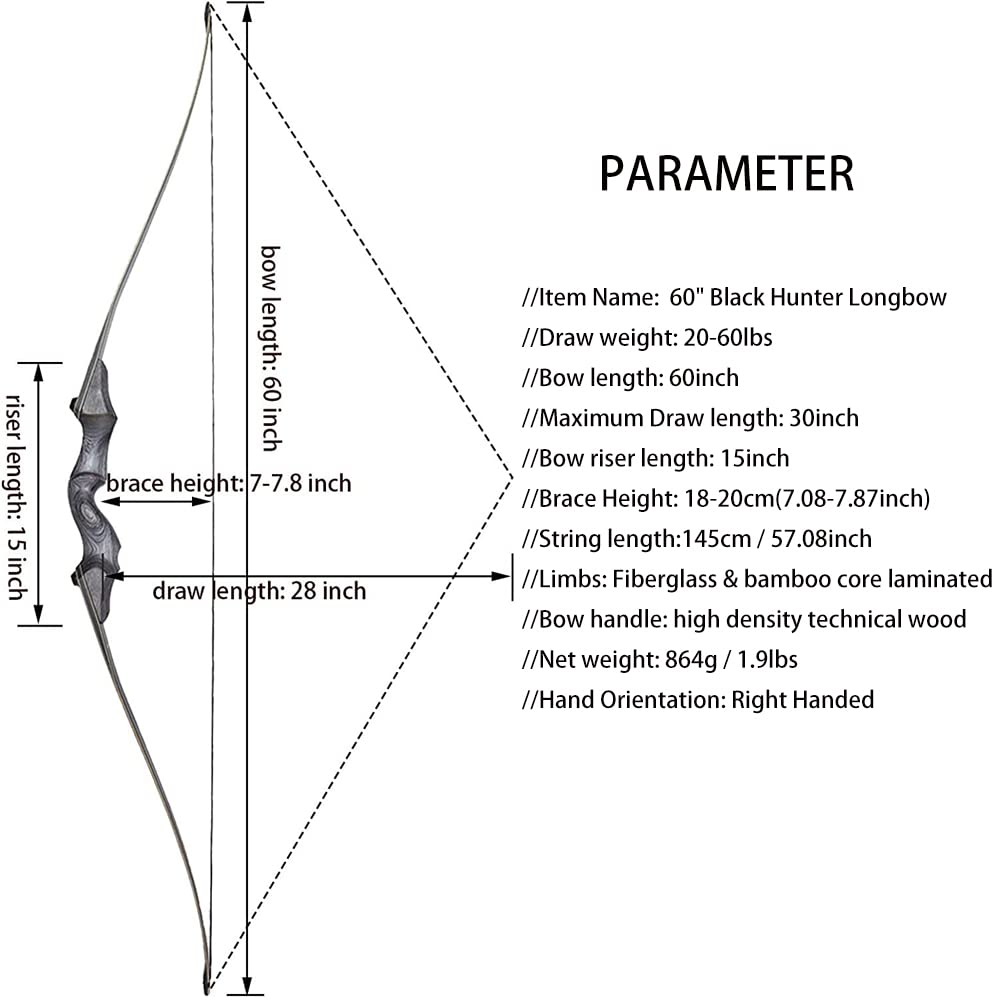 PARAMETER
//Item Name:  60" Black Hunter Longbow
//Draw weight: 20-60lbs
//Bow length: 60inch
//Maximum Draw length: 30inch
//Bow riser length: 15inch
//Brace Height: 18-20cm(7.08-7.87inch)
//String length:145cm / 57.08inch
//Limbs: Fiberglass & bamboo core laminated
//Bow handle: high density technical wood
//Net weight: 864g / 1.9lbs
//Hand Orientation: Right Handed
bow length: 60 inch
riser length: 15 inch
brace height: 7-7.8 inch
draw length: 28 inch